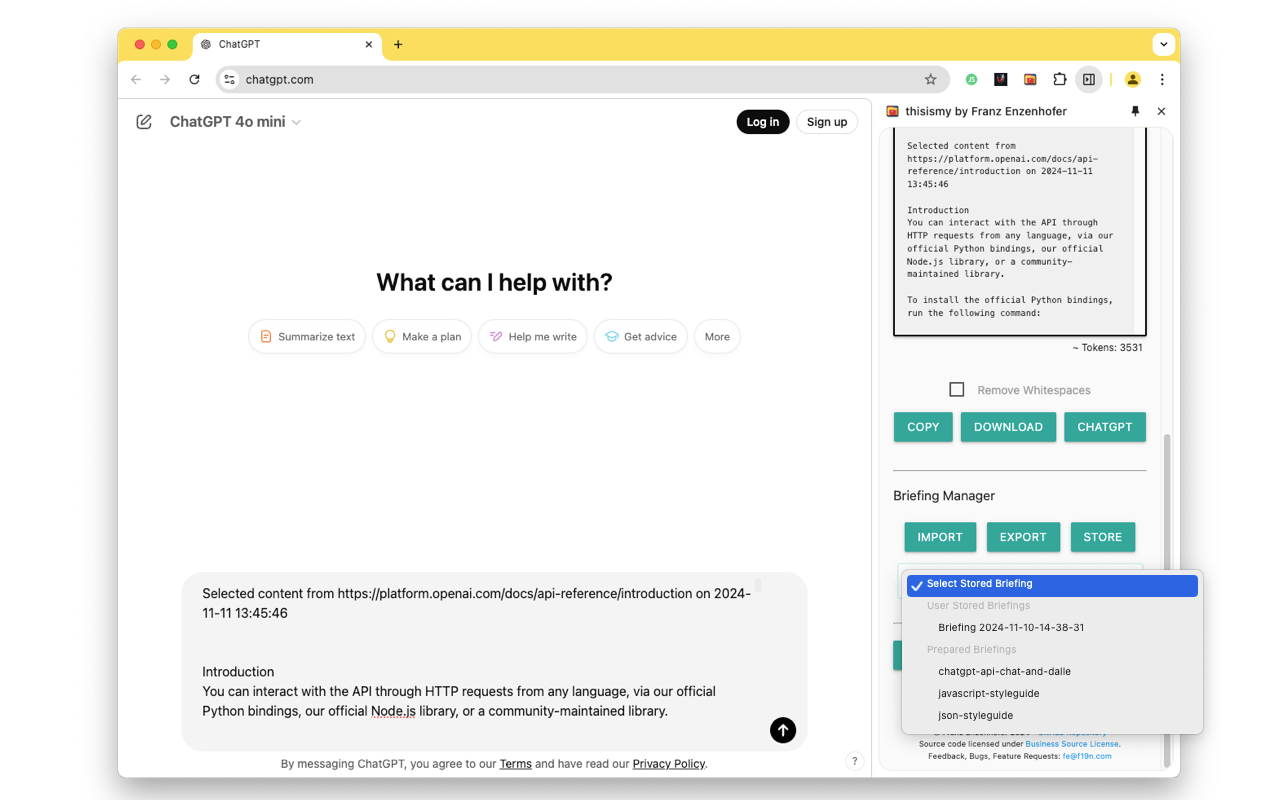 ChatGPT
chatgpt.com
ChatGPT 4o mini
Log in
Sign up
What can I help with?
Summarize text
Make a plan
Help me write
Get advice
More
Selected content from https://platform.openai.com/docs/api-reference/introduction on 2024-
11-11 13:45:46
Introduction
You can interact with the API through HTTP requests from any language, via our official
Python bindings, our official Node.js library, or a community-maintained library.
By messaging ChatGPT, you agree to our Terms and have read our Privacy Policy.
?
thisismy by Franz Enzenhofer
Selected content from
https://platform.openai.com/docs/api-
reference/introduction on 2024-11-11
13:45:46
Introduction
You can interact with the API through
HTTP requests from any language, via our
official Python bindings, our official
Node.js library, or a community-
maintained library.
To install the official Python bindings,
run the following command:
~ Tokens: 3531
Remove Whitespaces
COPY
DOWNLOAD
CHATGPT
Briefing Manager
IMPORT
EXPORT
STORE
Select Stored Briefing
User Stored Briefings
Briefing 2024-11-10-14-38-31
Prepared Briefings
chatgpt-api-chat-and-dalle
javascript-styleguide
json-styleguide
Source code licensed under Business Source License.
Feedback, Bugs, Feature Requests: fe@f19n.com